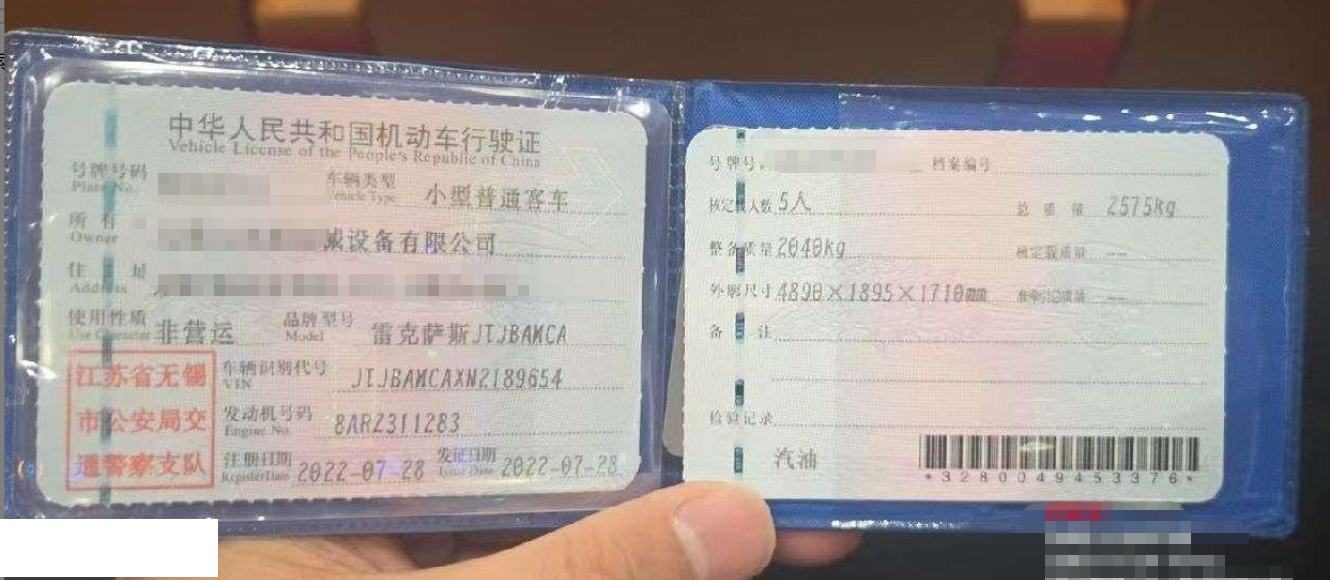 中华人民共和国机动车行驶证
Vehicle License of the People's Republic of China
号牌号码
Plate No.
车辆类型
Vehicle Type
小型普通客车
所有
Owner
械设备有限公司
住 址
Address
使用性质
Use Character
非营运
品牌型号
Model
雷克萨斯JTJBAMCA
江苏省无锡
市公安局交
通警察支队
车辆识别代号
VIN
JTJBAMCAXN2189654
发动机号码
Engine No.
8ARZ311283
注册日期
Register Date
2022-07-28
发证日期
Issue Date
2022-07-28
号牌号
档案编号
核定载人数
5人
总质量
2575kg
整备质量
2040kg
核定载质量
--
外廓尺寸
4890×1895×1710mm
准牵引总质量
--
备 注
检验记录
汽油
*3280049453376*